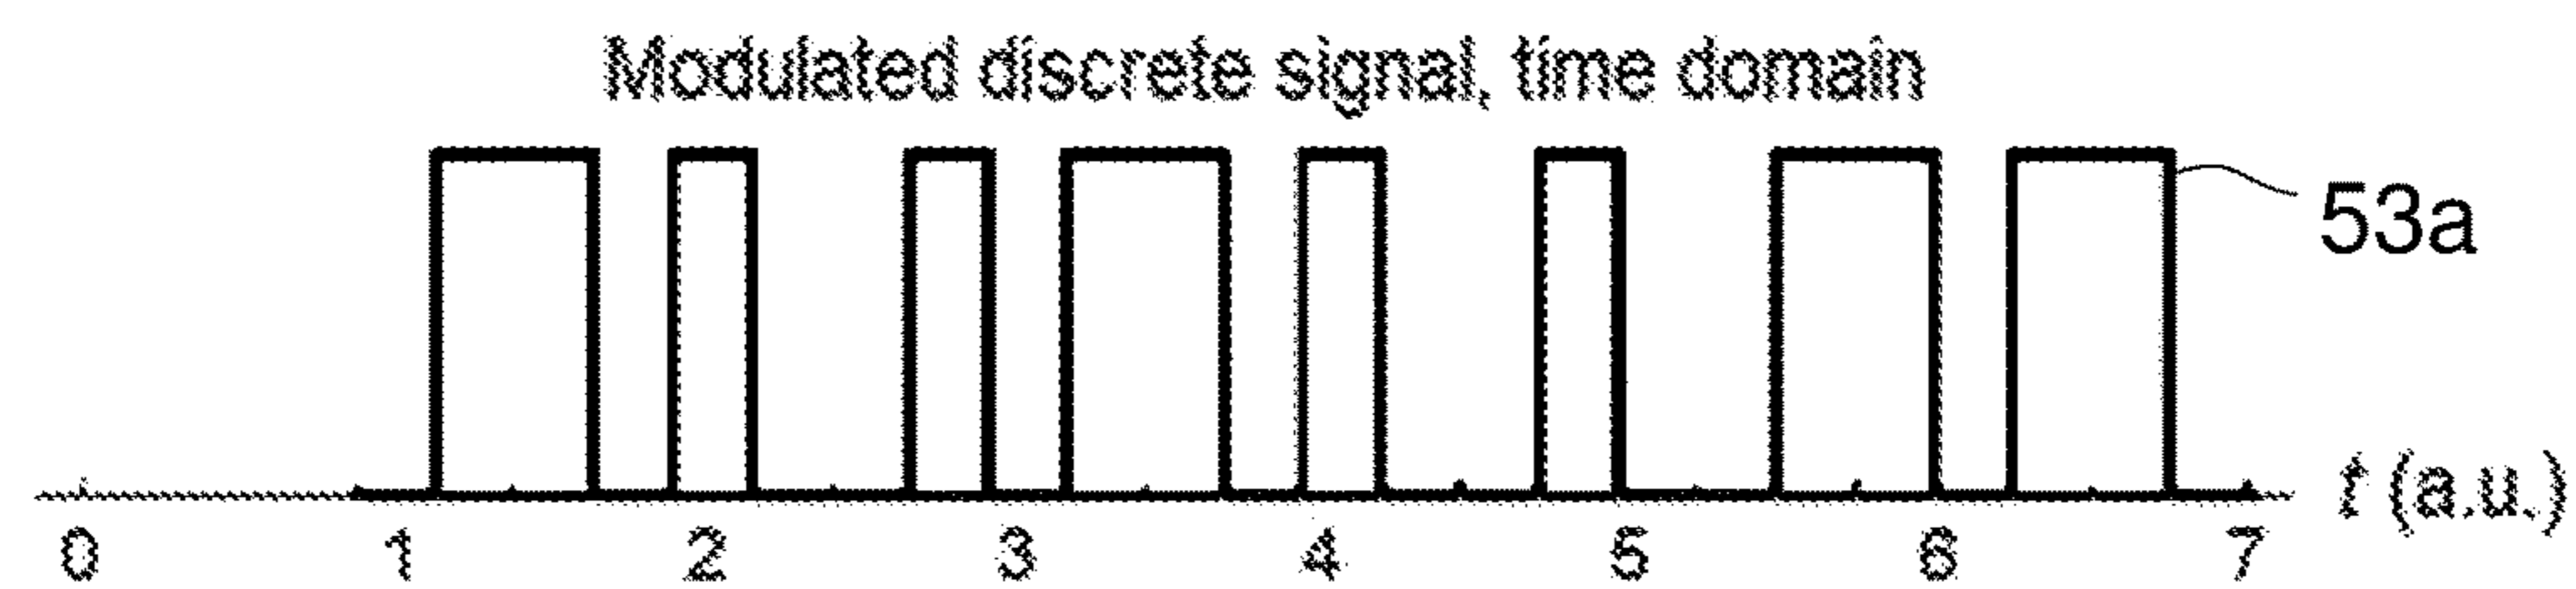 Modulated discrete signal, time domain
53a
t (a.u.)
0 1 2 3 4 5 6 7